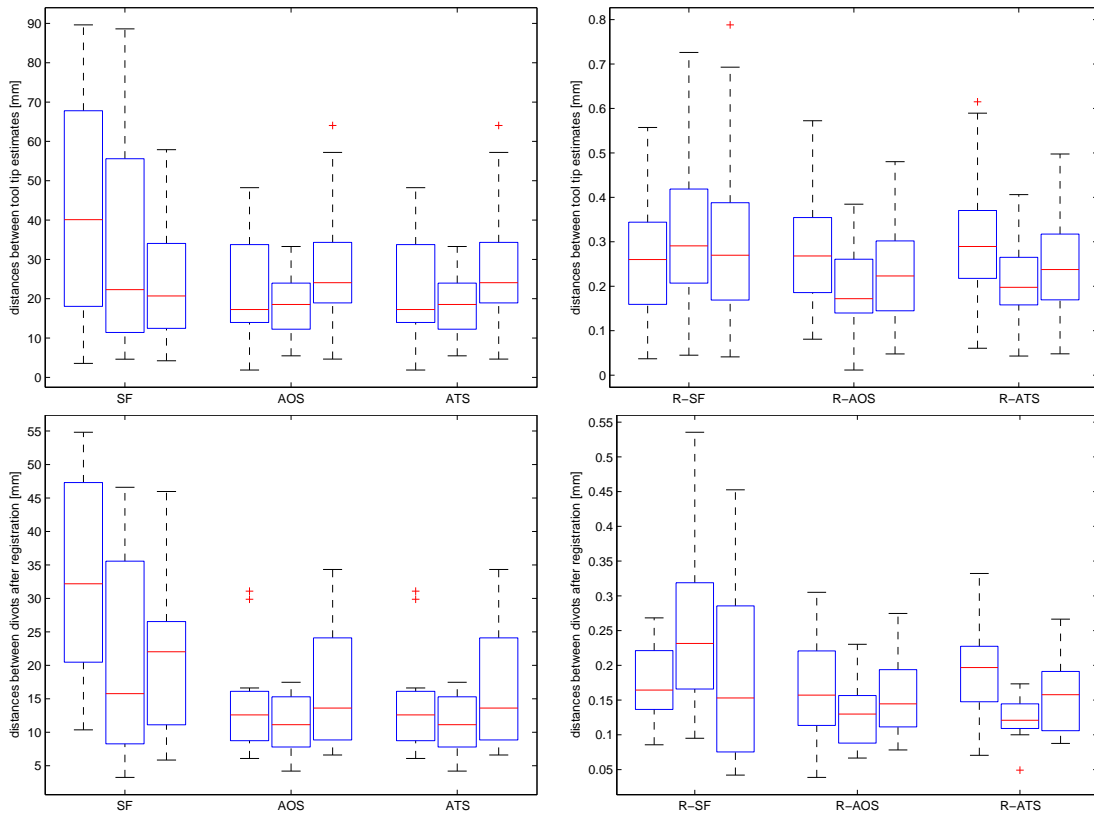 distances between tool tip estimates [mm]
90
80
70
60
50
40
30
20
10
0
SF
AOS
ATS
distances between tool tip estimates [mm]
0.8
0.7
0.6
0.5
0.4
0.3
0.2
0.1
0
R−SF
R−AOS
R−ATS
distances between divots after registration [mm]
55
50
45
40
35
30
25
20
15
10
5
SF
AOS
ATS
distances between divots after registration [mm]
0.55
0.5
0.45
0.4
0.35
0.3
0.25
0.2
0.15
0.1
0.05
R−SF
R−AOS
R−ATS